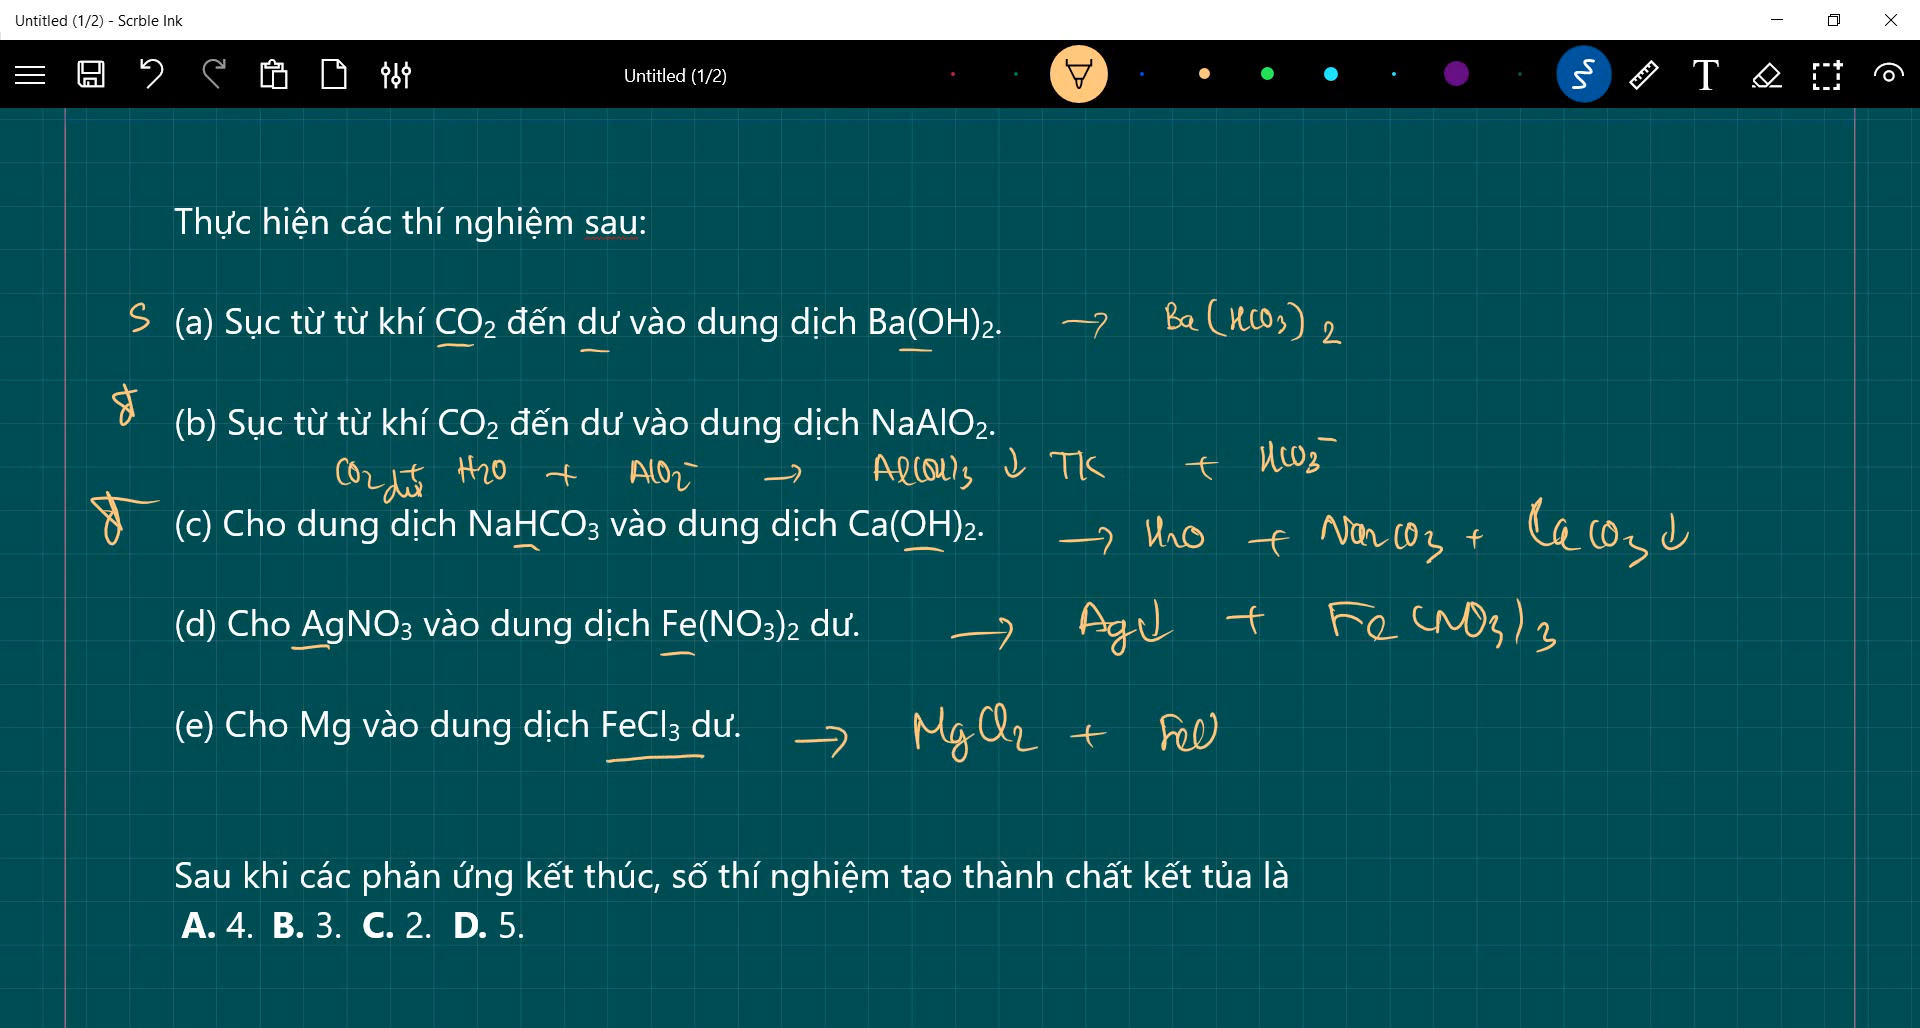 Untitled (1/2) - Scrble Ink
Untitled (1/2)
T
Thực hiện các thí nghiệm sau:
S (a) Sục từ từ khí CO₂ đến dư vào dung dịch Ba(OH)₂. → Ba(HCO₃)₂
(b) Sục từ từ khí CO₂ đến dư vào dung dịch NaAlO₂.
CO₂ dư + H₂O + AlO₂⁻ → Al(OH)₃ ↓ TK + HCO₃⁻
(c) Cho dung dịch NaHCO₃ vào dung dịch Ca(OH)₂. → H₂O + Na₂CO₃ + CaCO₃↓
(d) Cho AgNO₃ vào dung dịch Fe(NO₃)₂ dư. → Ag↓ + Fe(NO₃)₃
(e) Cho Mg vào dung dịch FeCl₃ dư. → MgCl₂ +
Sau khi các phản ứng kết thúc, số thí nghiệm tạo thành chất kết tủa là
A. 4. B. 3. C. 2. D. 5.